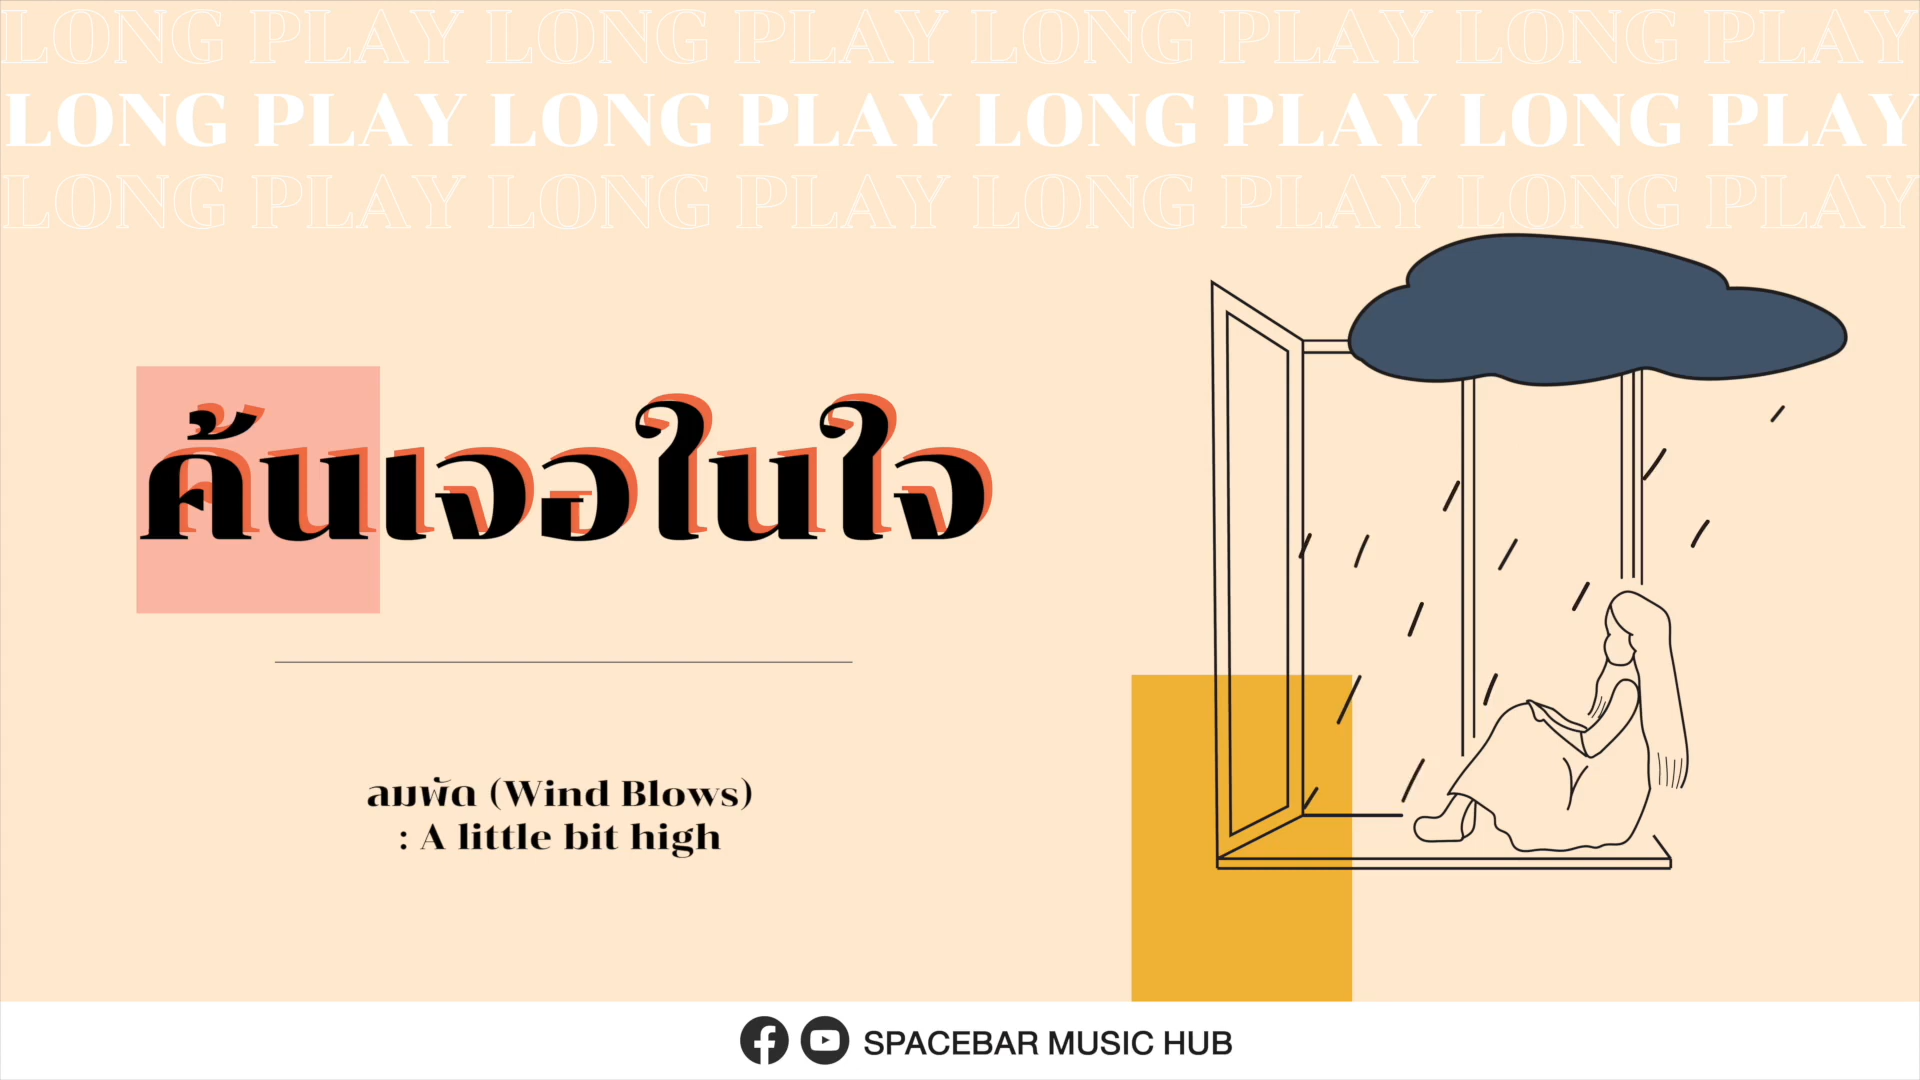 LONG PLAY LONG PLAY LONG PLAY LONG PLAY
LONG PLAY LONG PLAY LONG PLAY LONG PLAY
LONG PLAY LONG PLAY LONG PLAY LONG PLAY
ค้นเจอในใจ
ลมพัด (Wind Blows)
: A little bit high
SPACEBAR MUSIC HUB